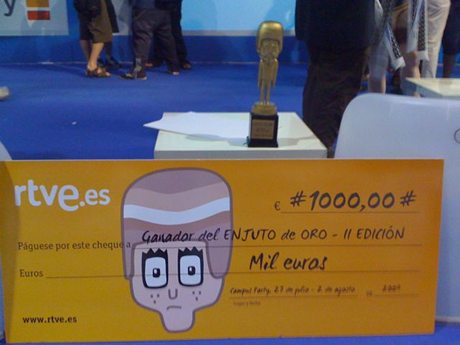 rtve.es
€ #1000,00#
Páguese por este cheque a Ganador del ENJUTO de ORO - II EDICIÓN
Euros Mil euros
Campus Party, 27 de julio - 2 de agosto
www.rtve.es